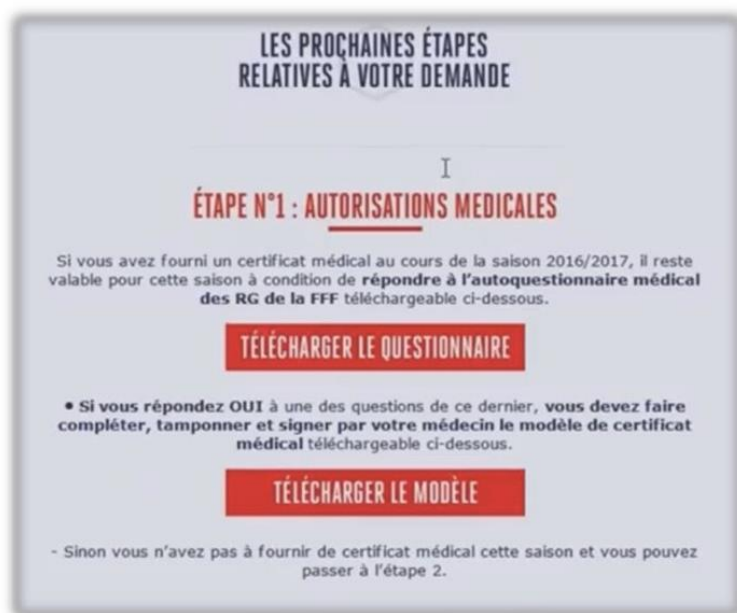 LES PROCHAINES ÉTAPES
RELATIVES À VOTRE DEMANDE
ÉTAPE N°1 : AUTORISATIONS MEDICALES
Si vous avez fourni un certificat médical au cours de la saison 2016/2017, il reste
valable pour cette saison à condition de répondre à l'autoquestionnaire médical
des RG de la FFF téléchargeable ci-dessous.
TÉLÉCHARGER LE QUESTIONNAIRE
• Si vous répondez OUI à une des questions de ce dernier, vous devez faire
compléter, tamponner et signer par votre médecin le modèle de certificat
médical téléchargeable ci-dessous.
TÉLÉCHARGER LE MODÈLE
- Sinon vous n'avez pas à fournir de certificat médical cette saison et vous pouvez
passer à l'étape 2.